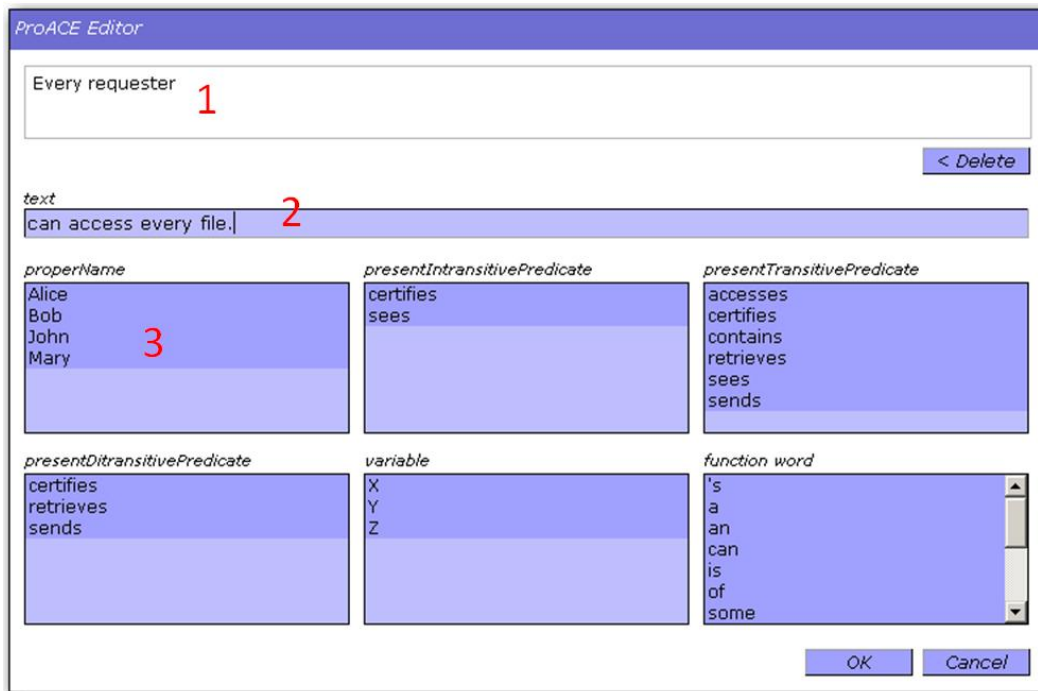 ProACE Editor
Every requester
1
< Delete
text
2
can access every file.
properName
presentIntransitivePredicate
presentTransitivePredicate
Alice
Bob
John
Mary
3
certifies
sees
accesses
certifies
contains
retrieves
sees
sends
presentDitransitivePredicate
variable
function word
certifies
retrieves
sends
X
Y
Z
's
a
an
can
is
of
some
OK
Cancel